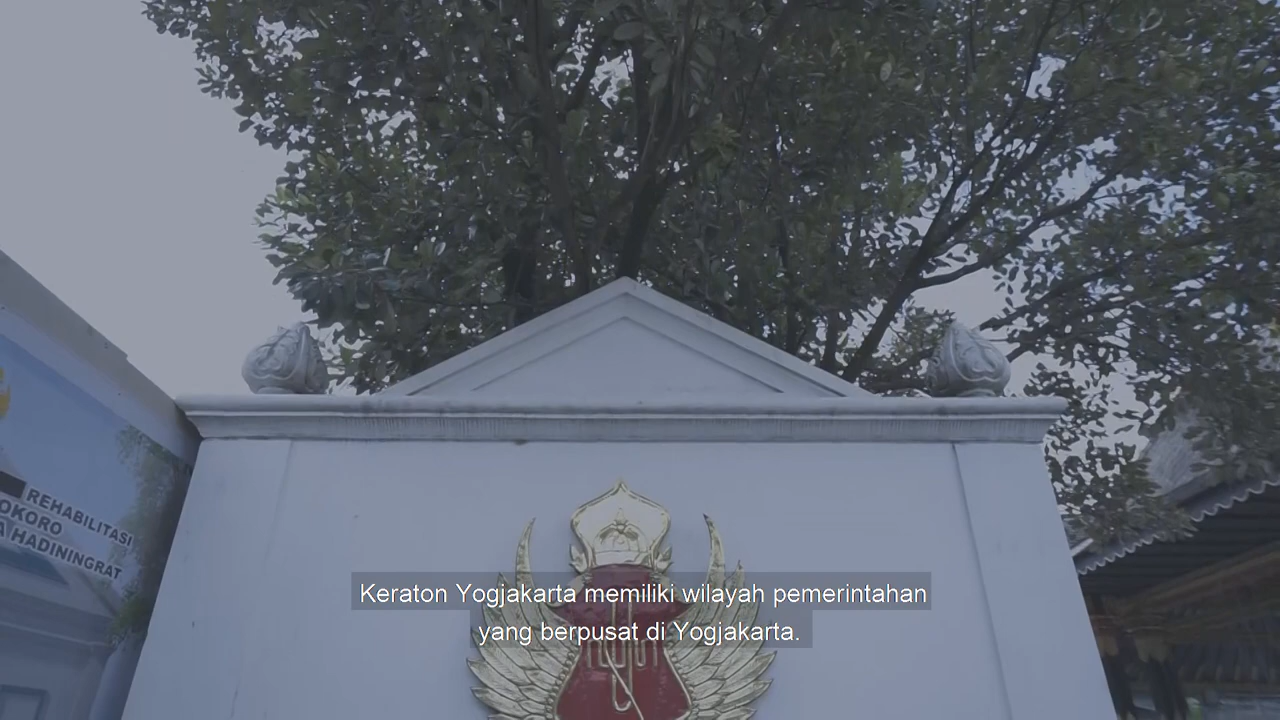 REHABILITASI
OKORO
A HADININGRAT
Keraton Yogjakarta memiliki wilayah pemerintahan
yang berpusat di Yogjakarta.